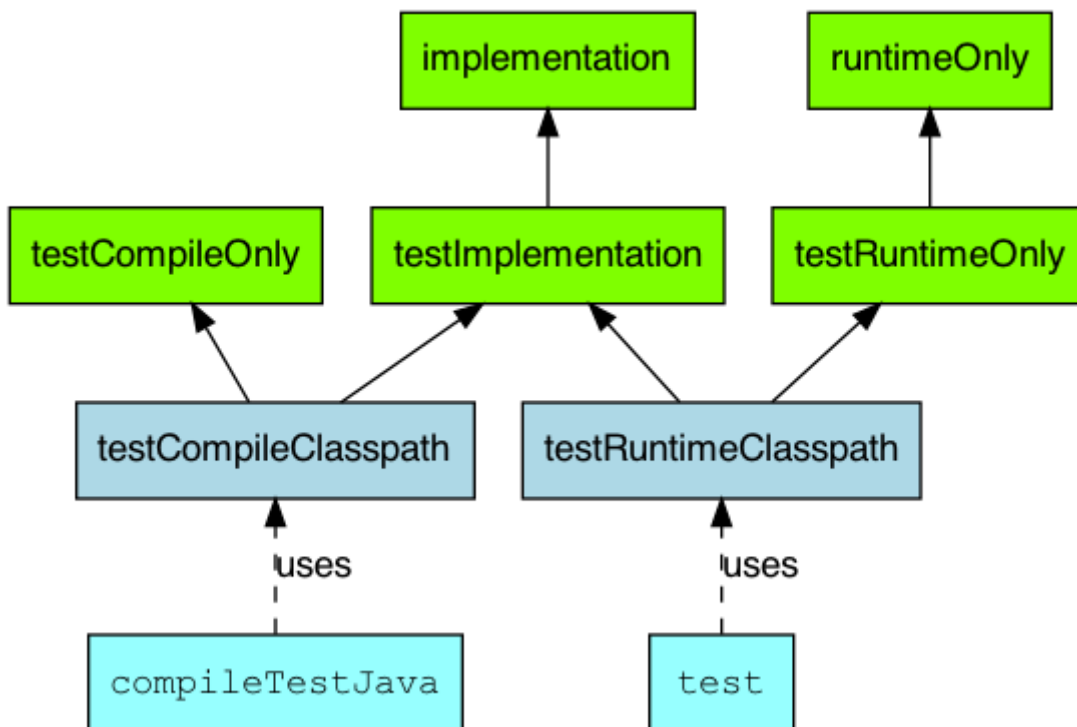 implementation
runtimeOnly
testCompileOnly
testImplementation
testRuntimeOnly
testCompileClasspath
testRuntimeClasspath
uses
uses
compileTestJava
test